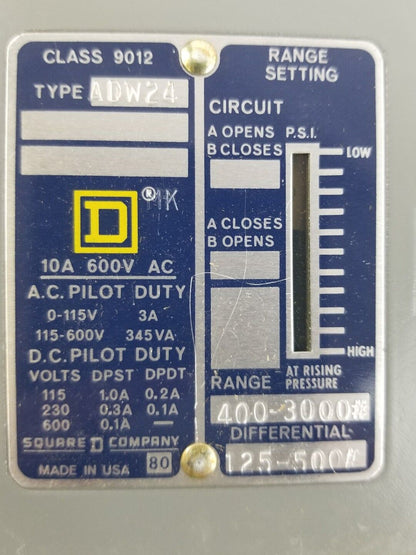 CLASS 9012
TYPE ADW24
D ® MK
10A 600V AC
A.C. PILOT DUTY
0-115V 3A
115-600V 345VA
D.C. PILOT DUTY
VOLTS DPST DPDT
115 1.0A 0.2A
230 0.3A 0.1A
600 0.1A —
SQUARE D COMPANY
MADE IN USA 80
RANGE
SETTING
CIRCUIT
A OPENS P.S.I.
B CLOSES
LOW
A CLOSES
B OPENS
HIGH
RANGE AT RISING
PRESSURE
400-3000#
DIFFERENTIAL
125-500#